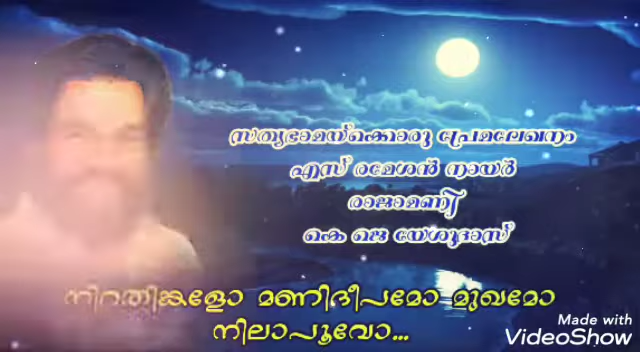 സത്യഭാമയ്ക്കൊരു പ്രേമലേഖനം
എസ് രമേശൻ നായർ
രാജാമണി
കെ ജെ യേശുദാസ്
നിറതിങ്കളോ മണിദീപമോ മുഖമോ
നിലാപൂവോ...
Made with
VideoShow